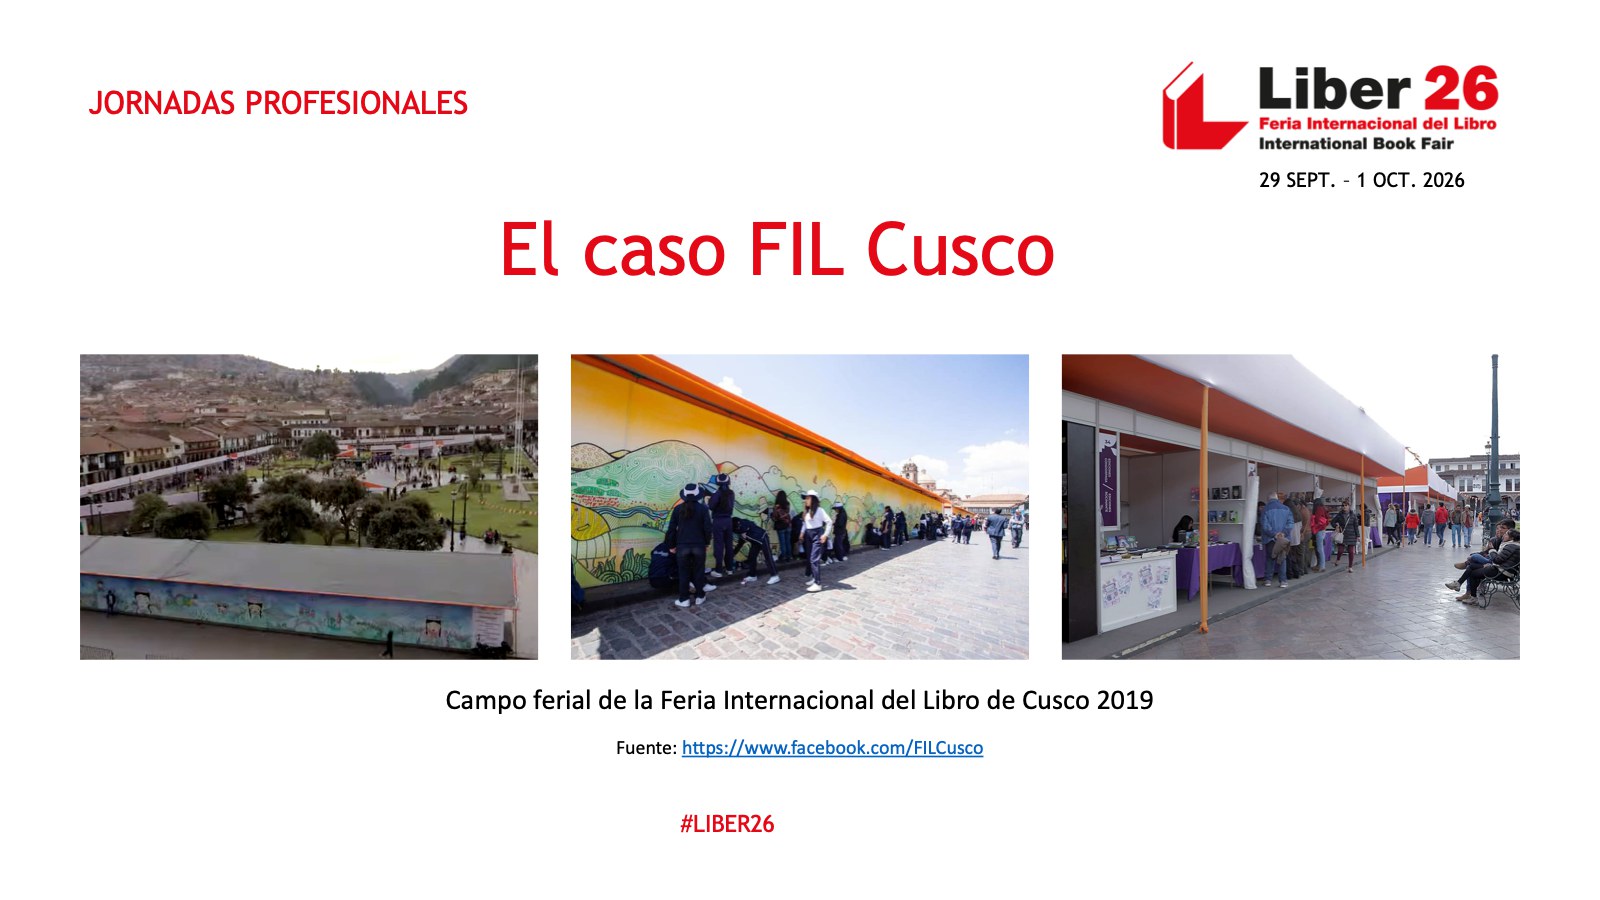 JORNADAS PROFESIONALES
Liber 26
Feria Internacional del Libro
International Book Fair
29 SEPT. - 1 OCT. 2026
El caso FIL Cusco
Campo ferial de la Feria Internacional del Libro de Cusco 2019
Fuente: https://www.facebook.com/FILCusco
#LIBER26